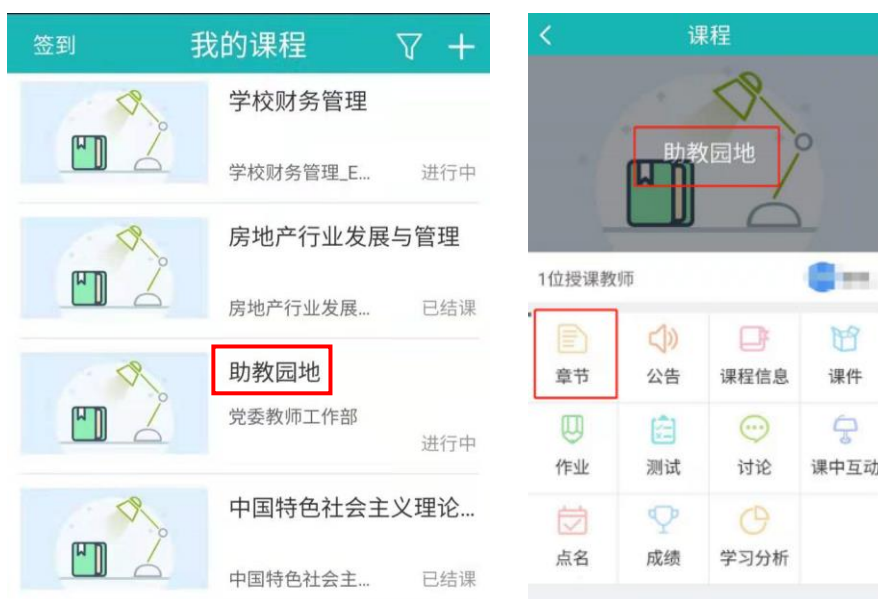 签到
我的课程
学校财务管理
学校财务管理_E...
进行中
房地产行业发展与管理
房地产行业发展...
已结课
助教园地
党委教师工作部
进行中
中国特色社会主义理论...
中国特色社会主...
已结课
课程
助教园地
1位授课教师
章节
公告
课程信息
课件
作业
测试
讨论
课中互动
点名
成绩
学习分析